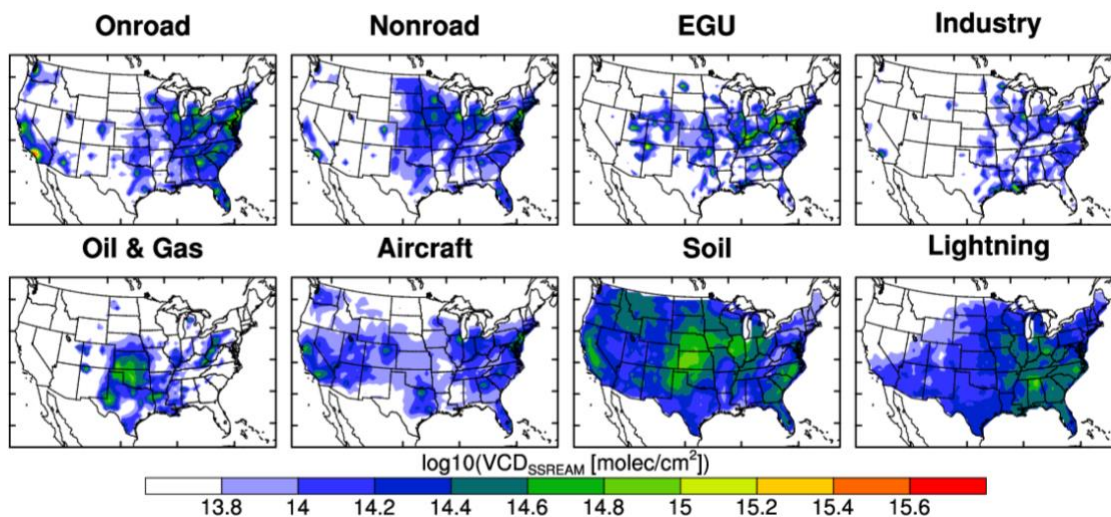 Onroad Nonroad EGU Industry
Oil & Gas Aircraft Soil Lightning
log10(VCD_SSREAM [molec/cm²])
13.8 14 14.2 14.4 14.6 14.8 15 15.2 15.4 15.6